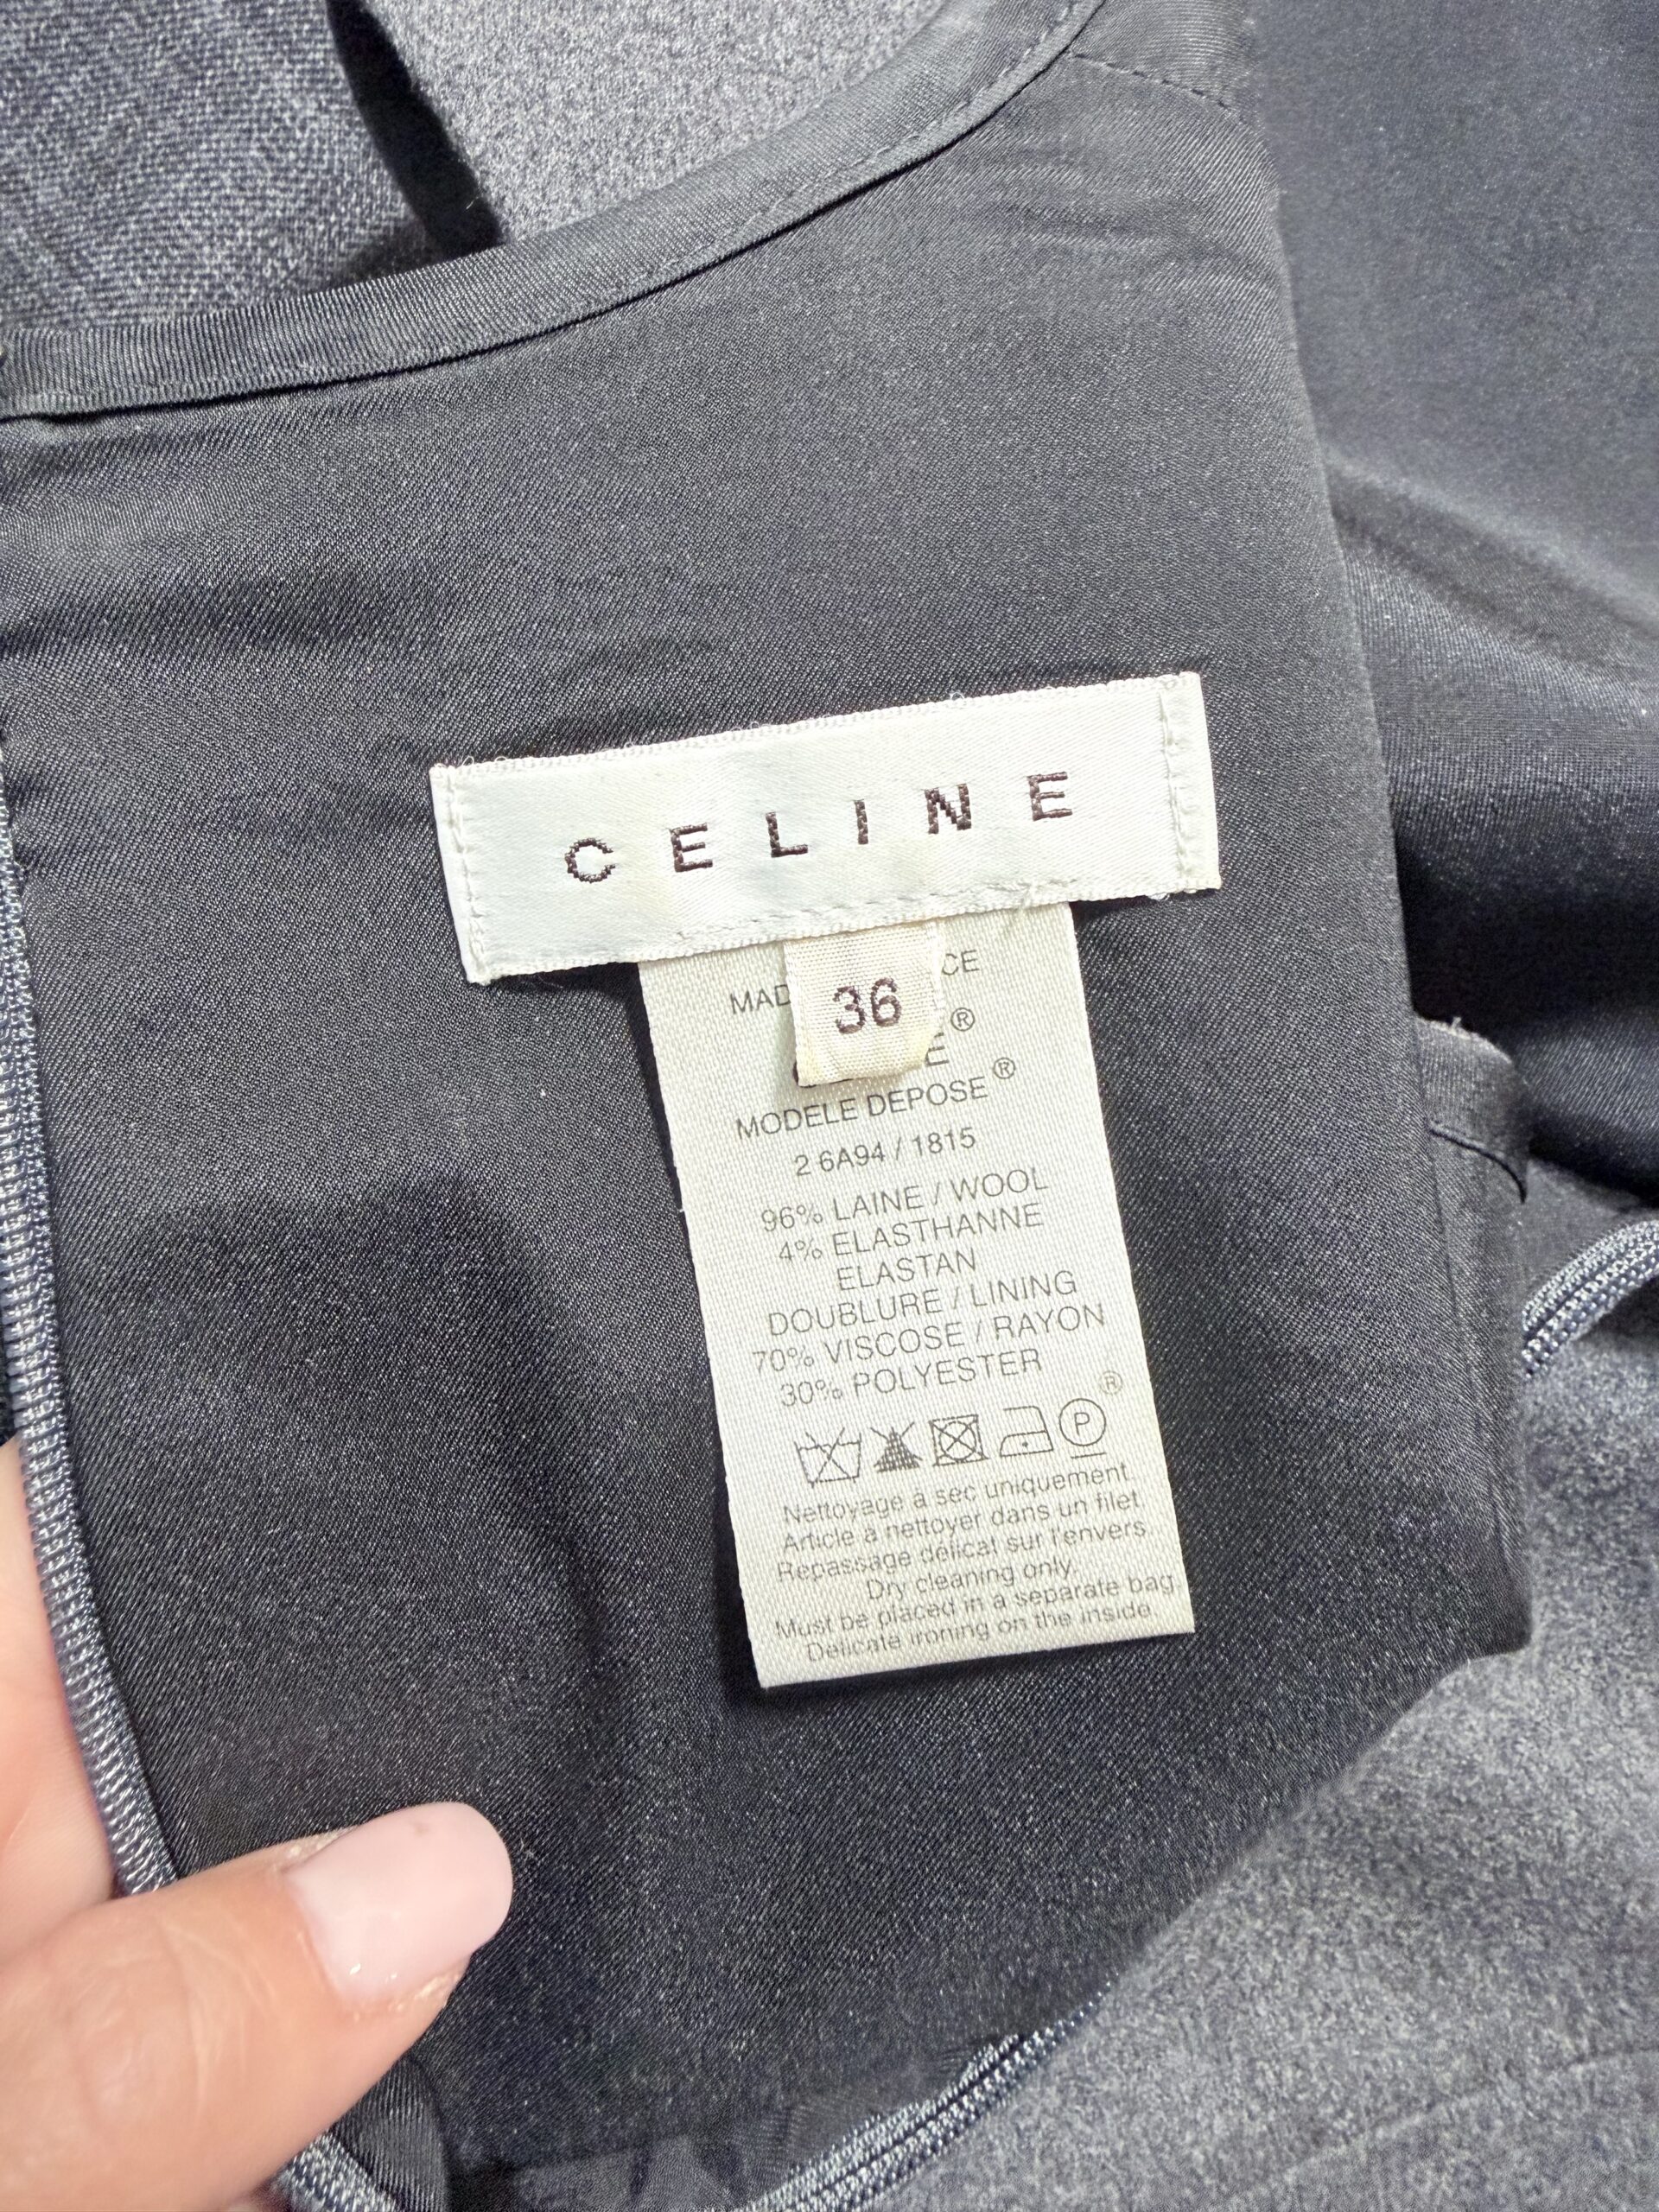 CELINE
36
MODELE DEPOSE ®
2 6A94 / 1815
96% LAINE / WOOL
4% ELASTHANNE
ELASTAN
DOUBLURE / LINING
70% VISCOSE / RAYON
30% POLYESTER
P ®
Nettoyage à sec uniquement.
Article à nettoyer dans un filet.
Repassage délicat sur l'envers.
Dry cleaning only.
Must be placed in a separate bag.
Delicate ironing on the inside.